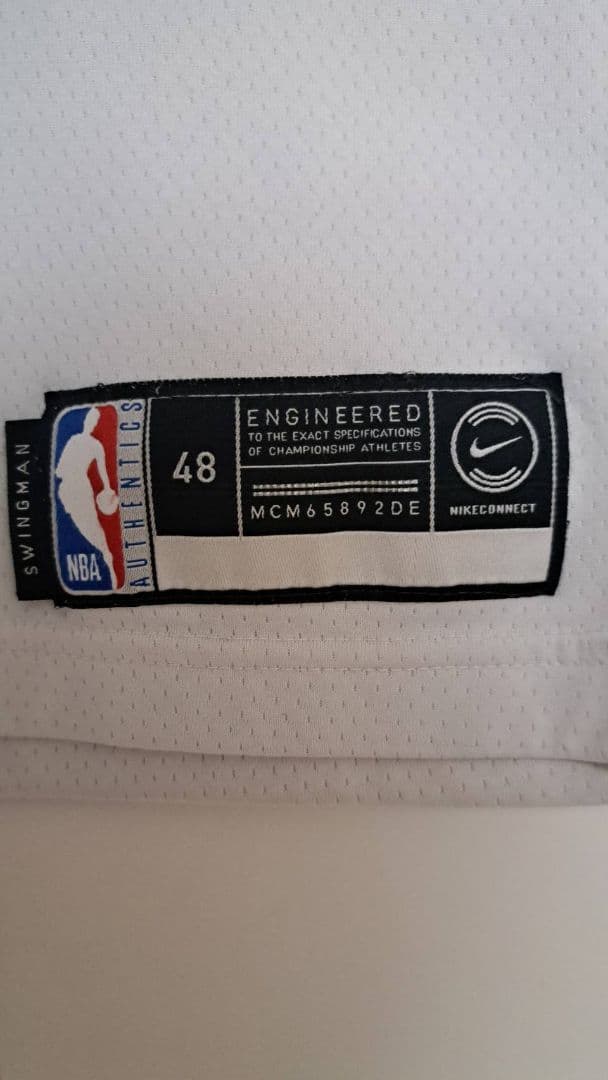 SWINGMAN
NBA
AUTHENTICS
48
ENGINEERED
TO THE EXACT SPECIFICATIONS
OF CHAMPIONSHIP ATHLETES
MCM65892DE
NIKECONNECT